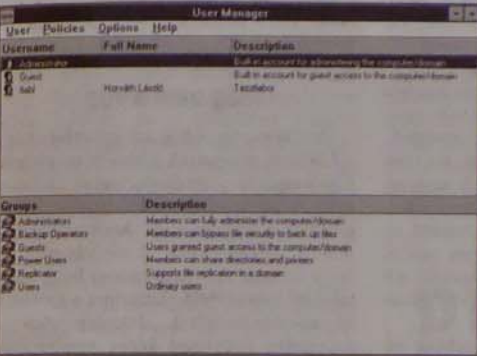 User Manager
User Policies Options Help
Username Full Name Description
Administrator Built-in account for administering the computer/domain
Guest Built-in account for guest access to the computer/domain
Horváth László Tesztlabor
Groups Description
Administrators Members can fully administer the computer/domain
Backup Operators Members can bypass file security to back up files
Guests Users granted guest access to the computer/domain
Power Users Members can share directories and printers
Replicator Supports file replication in a domain
Users Ordinary users